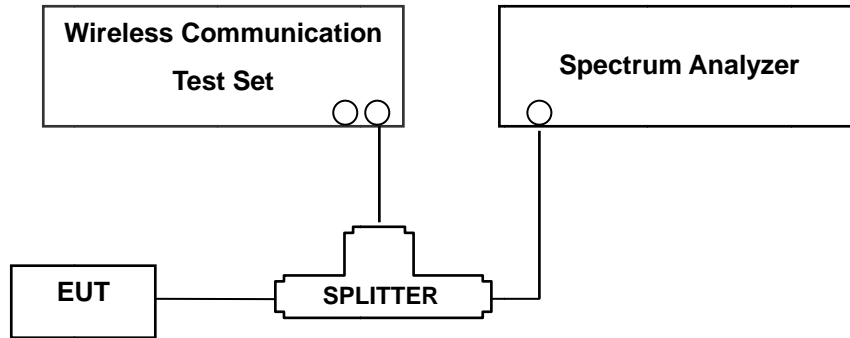 Wireless Communication
Test Set
Spectrum Analyzer
EUT
SPLITTER